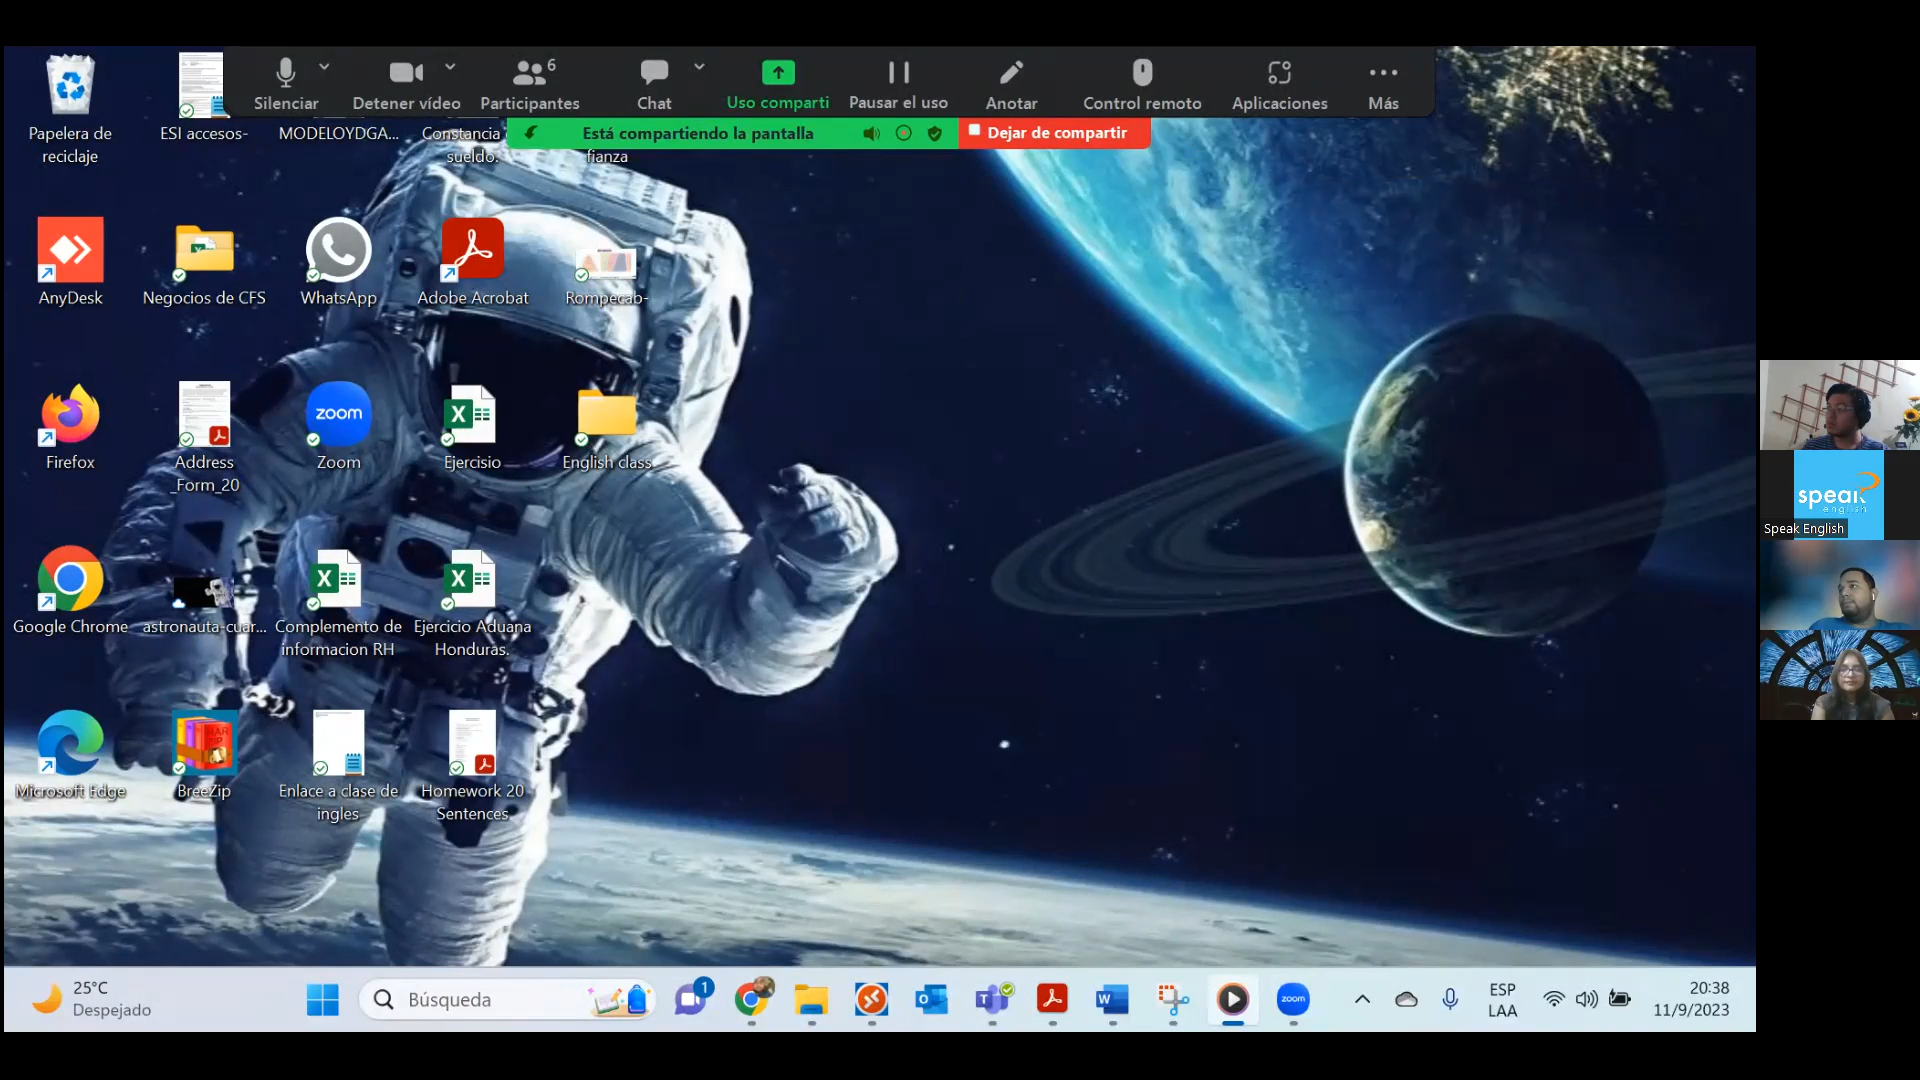 Silenciar
Detener vídeo
6
Participantes
Chat
Uso comparti
Pausar el uso
Anotar
Control remoto
Aplicaciones
Más
Está compartiendo la pantalla
Dejar de compartir
Papelera de
reciclaje
ESI accesos-
MODELOYDGA...
Constancia
sueldo.
fianza
AnyDesk
Negocios de CFS
WhatsApp
Adobe Acrobat
Rompecab-
Firefox
Address
_Form_20
zoom
Zoom
Ejercisio
English class
Google Chrome
astronauta-cuar...
Complemento de
informacion RH
Ejercicio Aduana
Honduras.
Microsoft Edge
BreeZip
Enlace a clase de
ingles
Homework 20
Sentences
speak
english
Speak English
25°C
Despejado
Búsqueda
1
zoom
ESP
LAA
20:38
11/9/2023